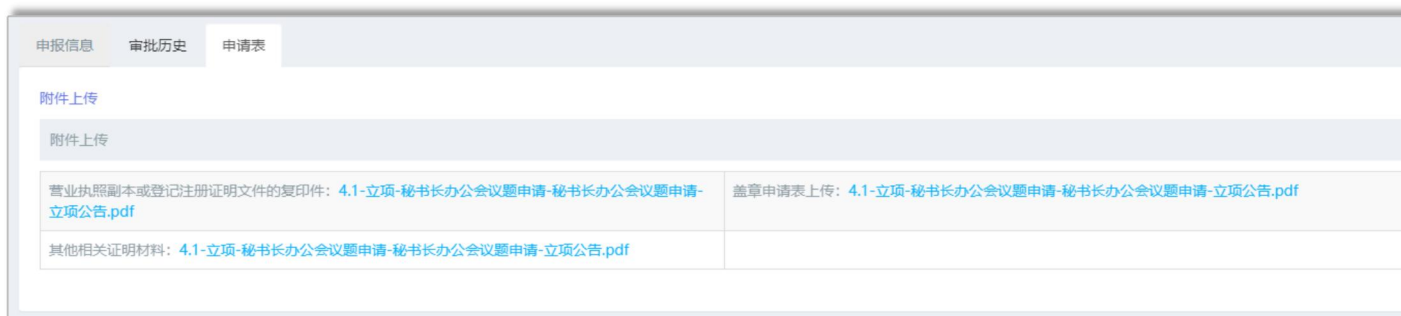 申报信息 审批历史 申请表
附件上传
附件上传
营业执照副本或登记注册证明文件的复印件：4.1-立项-秘书长办公会议题申请-秘书长办公会议题申请-
立项公告.pdf
盖章申请表上传：4.1-立项-秘书长办公会议题申请-秘书长办公会议题申请-立项公告.pdf
其他相关证明材料：4.1-立项-秘书长办公会议题申请-秘书长办公会议题申请-立项公告.pdf